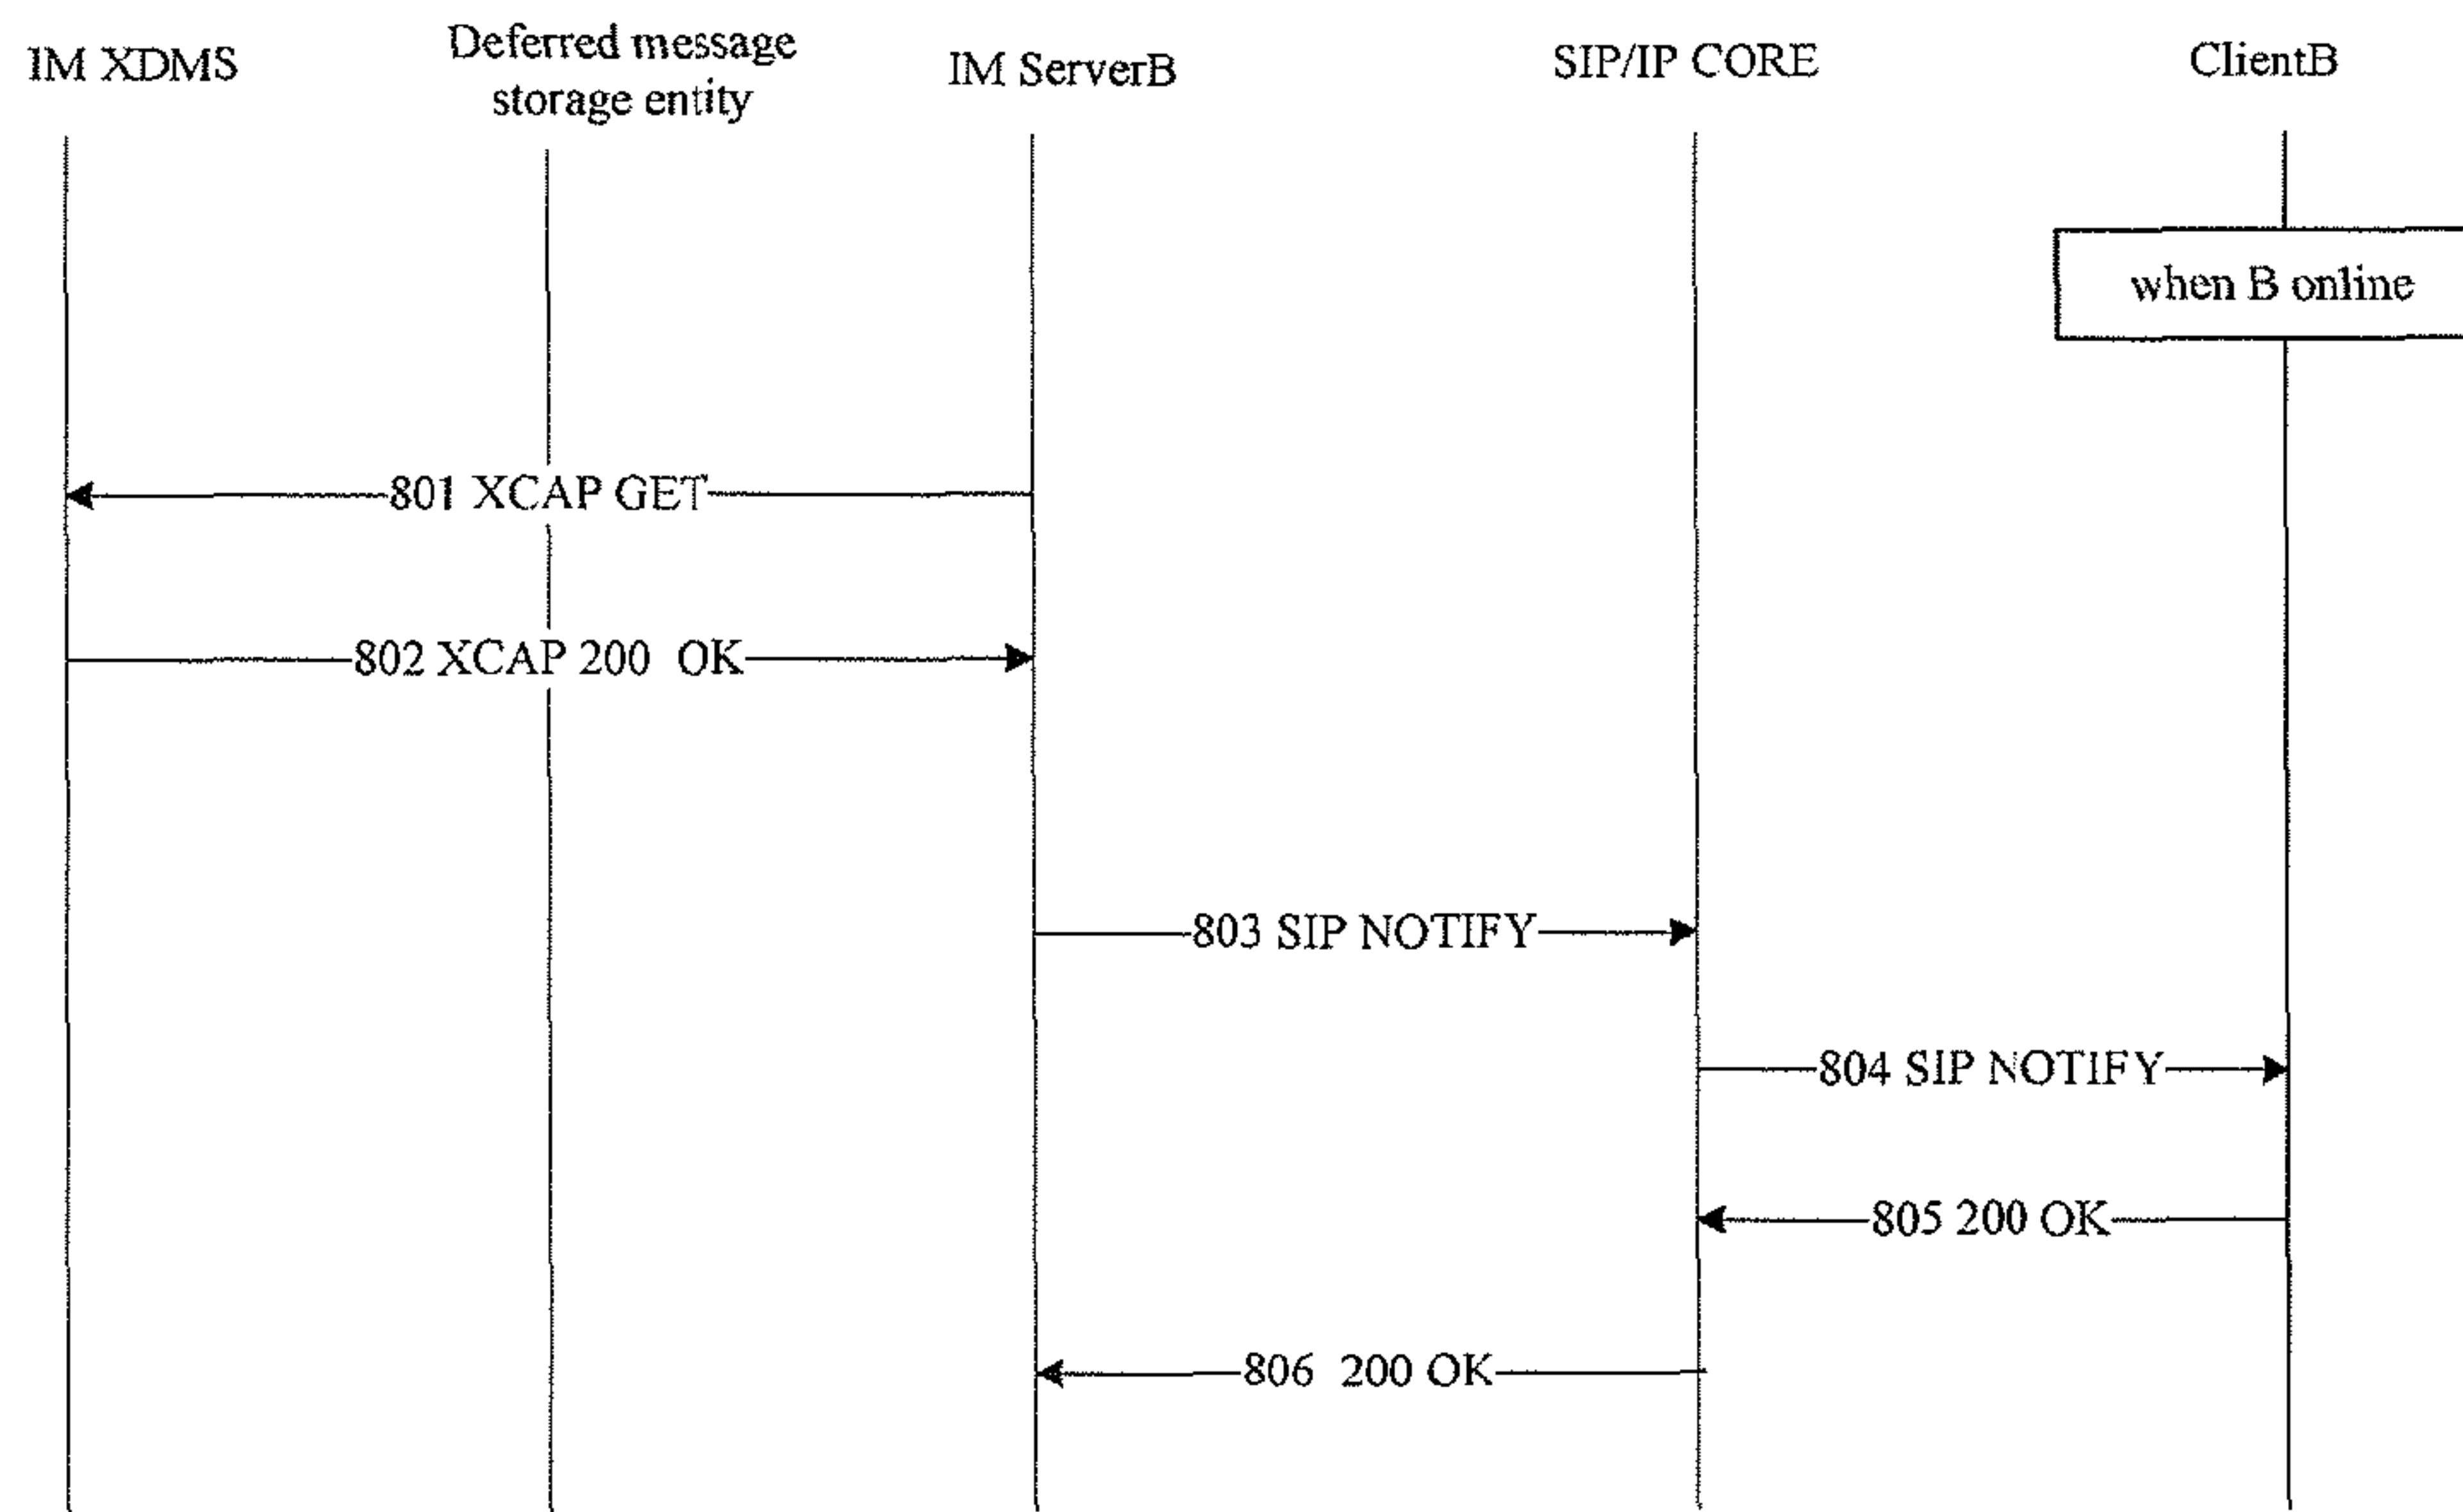 IM XDMS
Deferred message
storage entity
IM ServerB
SIP/IP CORE
ClientB
when B online
801 XCAP GET
802 XCAP 200 OK
803 SIP NOTIFY
804 SIP NOTIFY
805 200 OK
806 200 OK